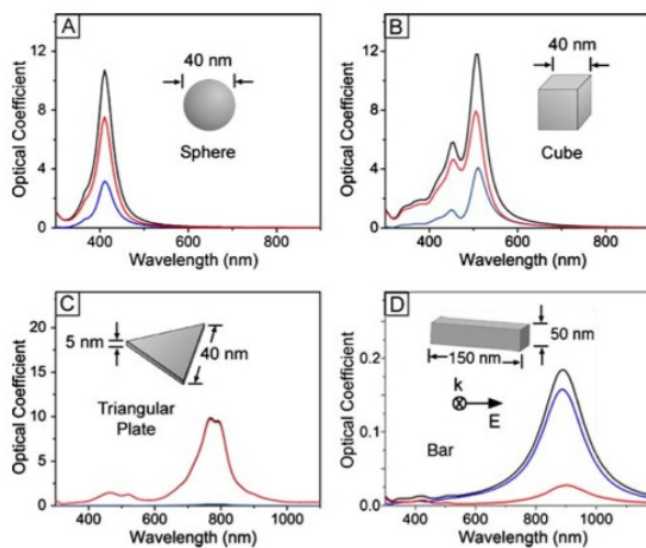 A
Optical Coefficient
12
8
4
0
40 nm
Sphere
400 600 800
Wavelength (nm)
B
Optical Coefficient
12
8
4
0
40 nm
Cube
400 600 800
Wavelength (nm)
C
Optical Coefficient
20
15
10
5
0
5 nm
40 nm
Triangular
Plate
400 600 800 1000
Wavelength (nm)
D
Optical Coefficient
0.2
0.1
0.0
50 nm
150 nm
k
E
Bar
400 600 800 1000
Wavelength (nm)